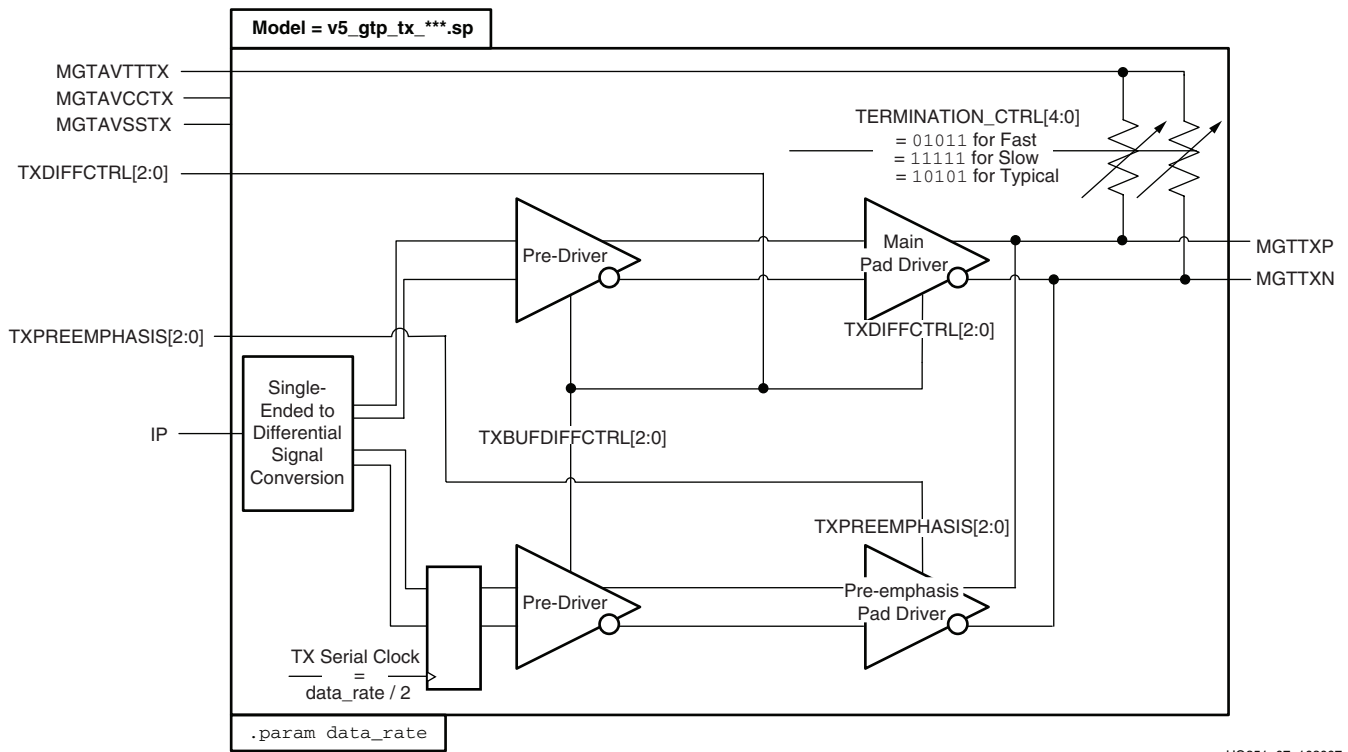 Model = v5_gtp_tx_***.sp
MGTAVTTTX
MGTAVCCTX
MGTAVSSTX
TERMINATION_CTRL[4:0]
= 01011 for Fast
= 11111 for Slow
= 10101 for Typical
TXDIFFCTRL[2:0]
Pre-Driver
Main
Pad Driver
MGTTXP
MGTTXN
TXDIFFCTRL[2:0]
TXPREEMPHASIS[2:0]
Single-
Ended to
Differential
Signal
Conversion
IP
TXBUFDIFFCTRL[2:0]
TXPREEMPHASIS[2:0]
Pre-Driver
Pre-emphasis
Pad Driver
TX Serial Clock
=
data_rate / 2
.param data_rate